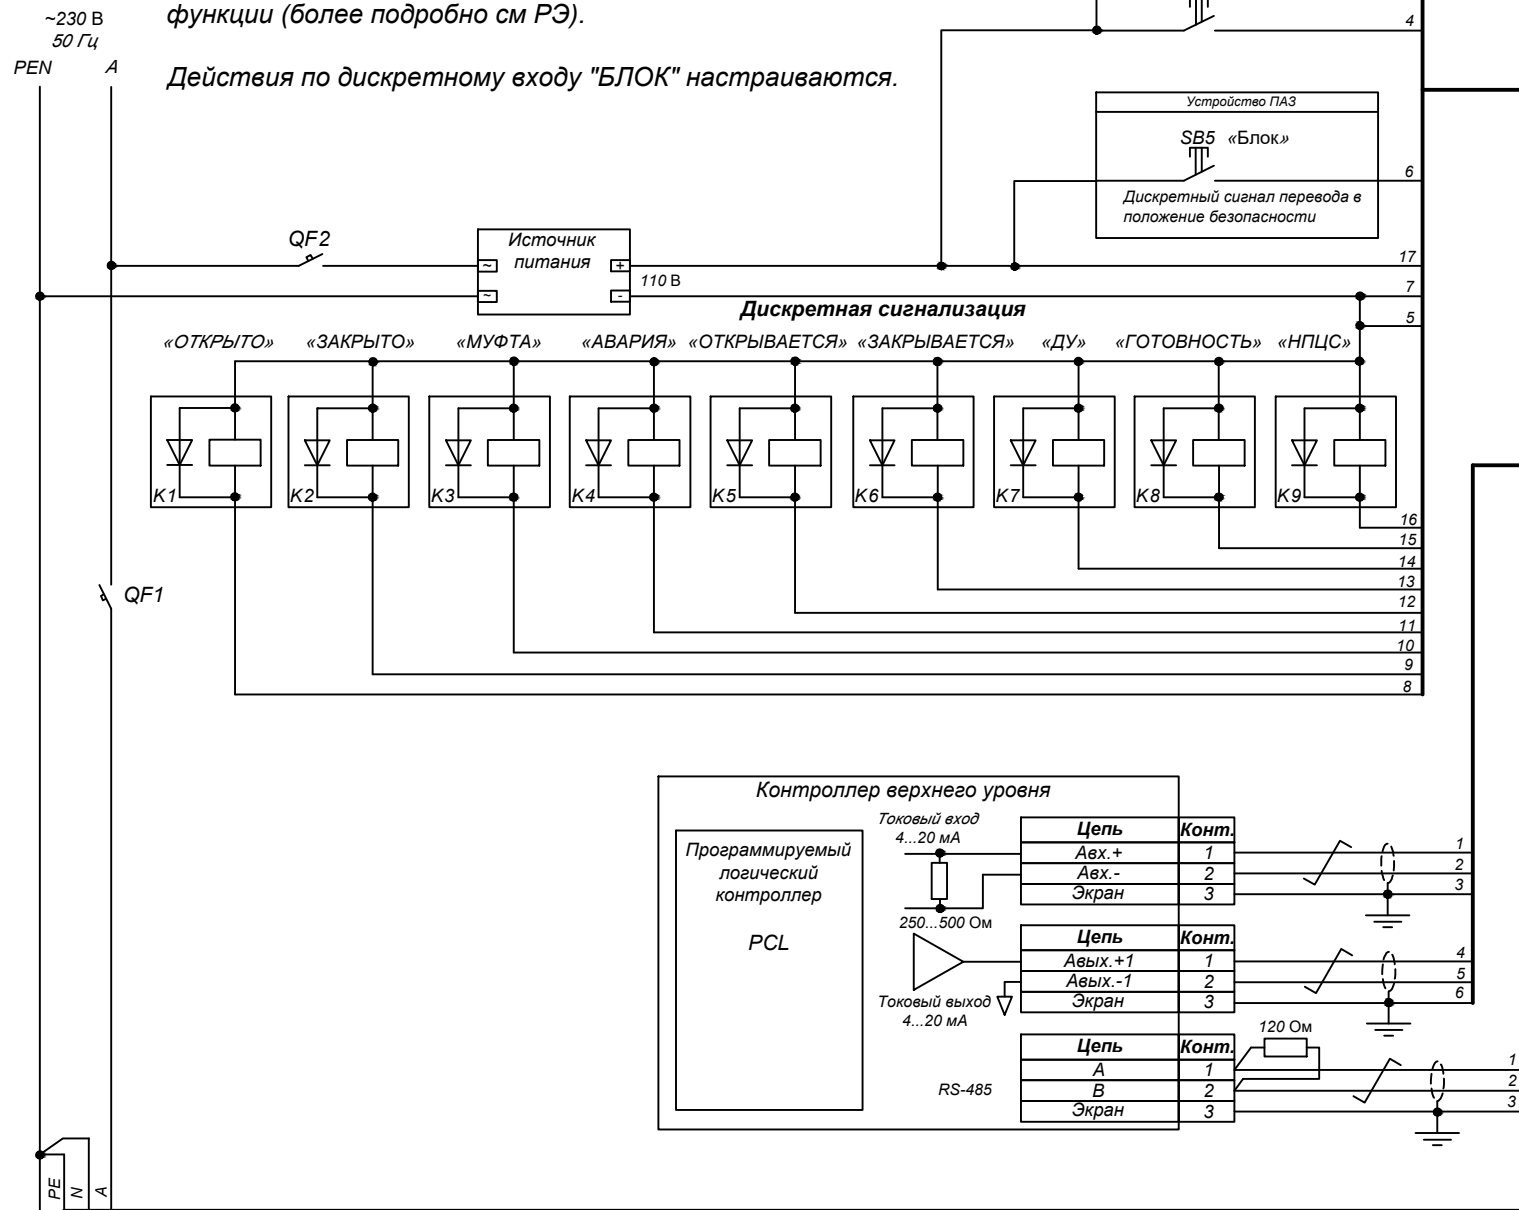 ~230 В
50 Гц
PEN
A
функции (более подробно см РЭ).
Действия по дискретному входу "БЛОК" настраиваются.
4
Устройство ПАЗ
SB5 «Блок»
6
Дискретный сигнал перевода в
положение безопасности
QF2
Источник
питания
~
~
+
-
110 В
17
7
5
Дискретная сигнализация
«ОТКРЫТО» «ЗАКРЫТО» «МУФТА» «АВАРИЯ» «ОТКРЫВАЕТСЯ» «ЗАКРЫВАЕТСЯ» «ДУ» «ГОТОВНОСТЬ» «НПЦС»
K1 K2 K3 K4 K5 K6 K7 K8 K9
16
15
14
13
12
11
10
9
8
QF1
Контроллер верхнего уровня
Программируемый
логический
контроллер
PCL
Токовый вход
4...20 мА
250...500 Ом
Цепь Конт.
Авх.+ 1
Авх.- 2
Экран 3
1
2
3
Токовый выход
4...20 мА
Цепь Конт.
Авых.+1 1
Авых.-1 2
Экран 3
4
5
6
RS-485
Цепь Конт.
A 1
B 2
Экран 3
120 Ом
1
2
3
PE
N
A